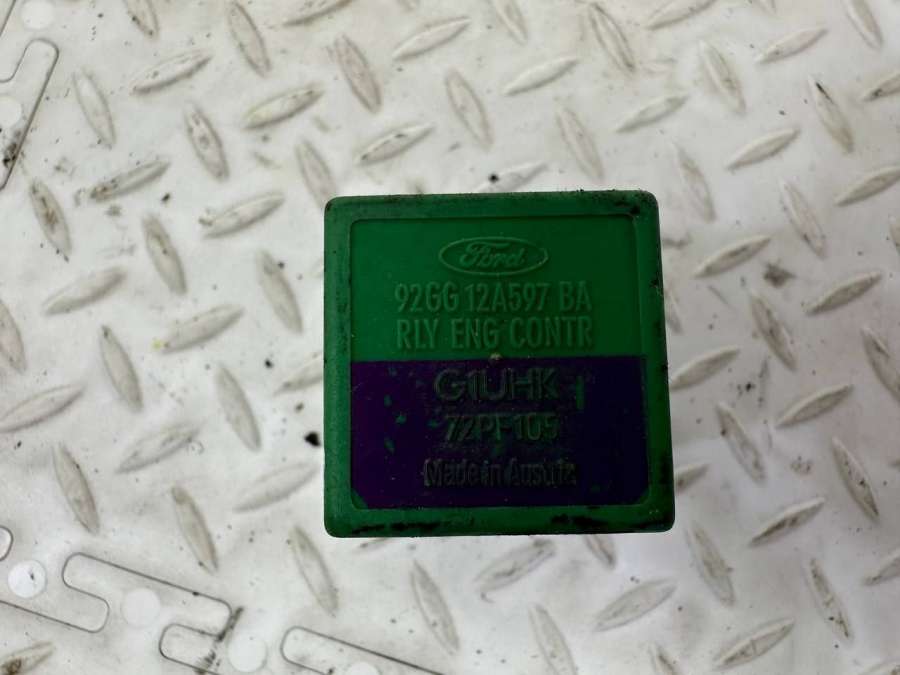 Ford
92GG 12A597 BA
RLY ENG CONTR
G1UHK
72PF105
Made in Austria